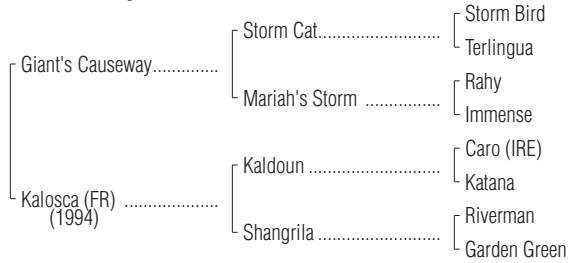 Storm Bird
Storm Cat..............................
Terlingua
Giant's Causeway..............
Rahy
Mariah's Storm ..................
Immense
Caro (IRE)
Kaldoun ................................
Katana
Kalosca (FR) ....................
(1994)
Riverman
Shangrila .............................
Garden Green